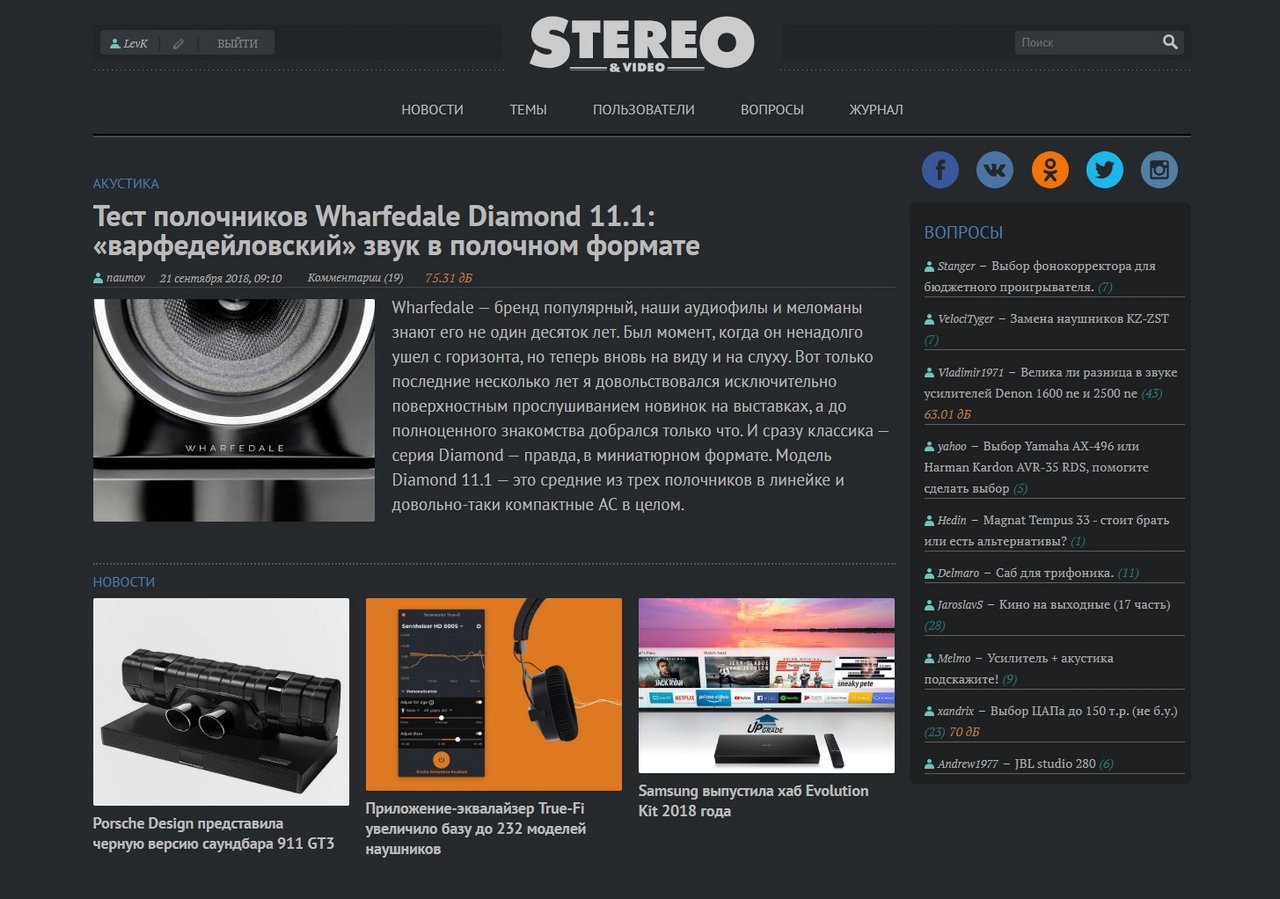 LevK
ВЫЙТИ
STEREO
& VIDEO
Поиск
НОВОСТИ ТЕМЫ ПОЛЬЗОВАТЕЛИ ВОПРОСЫ ЖУРНАЛ
АКУСТИКА
Тест полочников Wharfedale Diamond 11.1:
«варфедейловский» звук в полочном формате
naumov 21 сентября 2018, 09:10 Комментарии (19) 75.31 дБ
WHARFEDALE
Wharfedale — бренд популярный, наши аудиофилы и меломаны
знают его не один десяток лет. Был момент, когда он ненадолго
ушел с горизонта, но теперь вновь на виду и на слуху. Вот только
последние несколько лет я довольствовался исключительно
поверхностным прослушиванием новинок на выставках, а до
полноценного знакомства добрался только что. И сразу классика —
серия Diamond — правда, в миниатюрном формате. Модель
Diamond 11.1 — это средние из трех полочников в линейке и
довольно-таки компактные АС в целом.
НОВОСТИ
Porsche Design представила
черную версию саундбара 911 GT3
Sennheiser HD 800S
Personalization
Приложение-эквалайзер True-Fi
увеличило базу до 232 моделей
наушников
JACK RYAN
sneaky pete
NETFLIX
prime video
UPGRADE
Samsung выпустила хаб Evolution
Kit 2018 года
ВОПРОСЫ
Stanger – Выбор фонокорректора для
бюджетного проигрывателя. (7)
VelociTyger – Замена наушников KZ-ZST
(7)
Vladimir1971 – Велика ли разница в звуке
усилителей Denon 1600 ne и 2500 ne (43)
63.01 дБ
yahoo – Выбор Yamaha AX-496 или
Harman Kardon AVR-35 RDS, помогите
сделать выбор (5)
Hedin – Magnat Tempus 33 - стоит брать
или есть альтернативы? (1)
Delmaro – Саб для трифоника. (11)
JaroslavS – Кино на выходные (17 часть)
(28)
Melmo – Усилитель + акустика
подскажите! (9)
xandrix – Выбор ЦАПа до 150 т.р. (не б.у.)
(23) 70 дБ
Andrew1977 – JBL studio 280 (6)